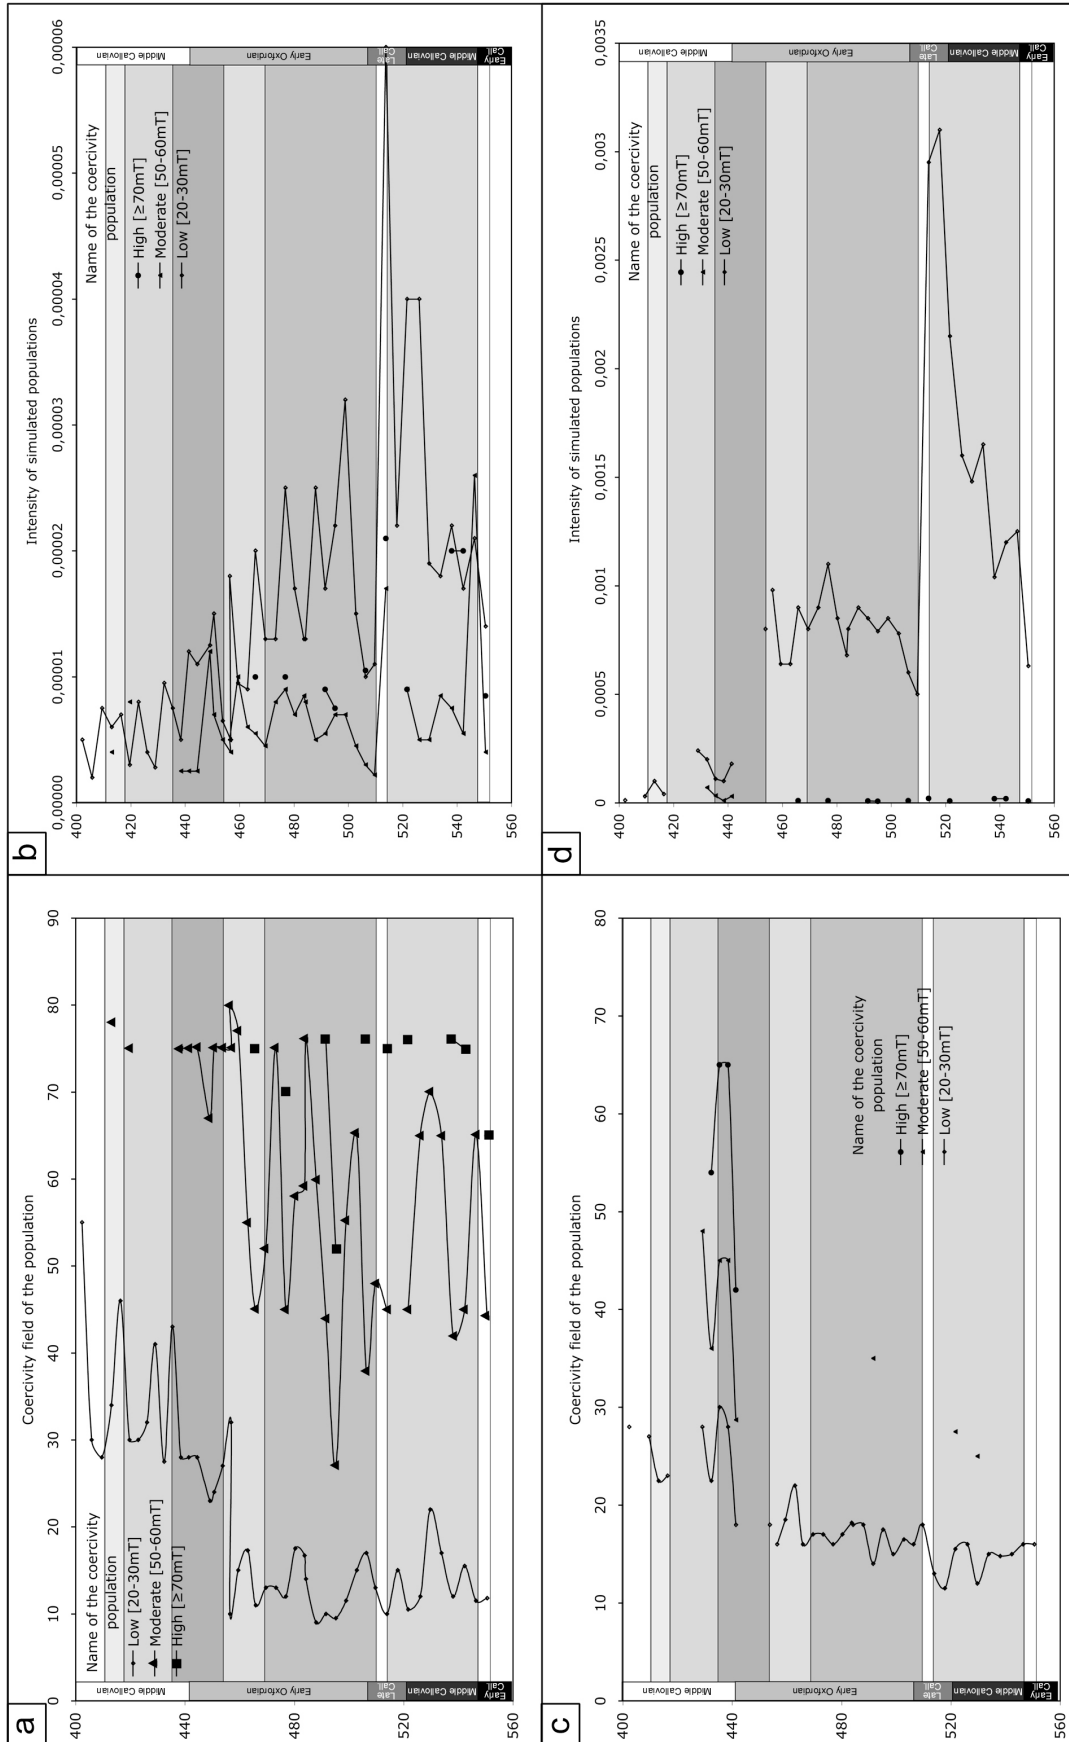 b
Intensity of simulated populations
0,00000
0,00001
0,00002
0,00003
0,00004
0,00005
0,00006
400
420
440
460
480
500
520
540
560
Name of the coercivity
population
High [≥70mT]
Moderate [50-60mT]
Low [20-30mT]
Middle Callovian
Early Oxfordian
Late
Call.
Middle Callovian
Early
Call.
d
Intensity of simulated populations
0
0,0005
0,001
0,0015
0,002
0,0025
0,003
0,0035
400
420
440
460
480
500
520
540
560
Name of the coercivity
population
High [≥70mT]
Moderate [50-60mT]
Low [20-30mT]
Middle Callovian
Early Oxfordian
Late
Call.
Middle Callovian
Early
Call.
a
Coercivity field of the population
0
10
20
30
40
50
60
70
80
90
400
440
480
520
560
Name of the coercivity
population
Low [20-30mT]
Moderate [50-60mT]
High [≥70mT]
Middle Callovian
Early Oxfordian
Late
Call.
Middle Callovian
Early
Call.
c
Coercivity field of the population
0
10
20
30
40
50
60
70
80
400
440
480
520
560
Name of the coercivity
population
High [≥70mT]
Moderate [50-60mT]
Low [20-30mT]
Middle Callovian
Early Oxfordian
Late
Call.
Middle Callovian
Early
Call.